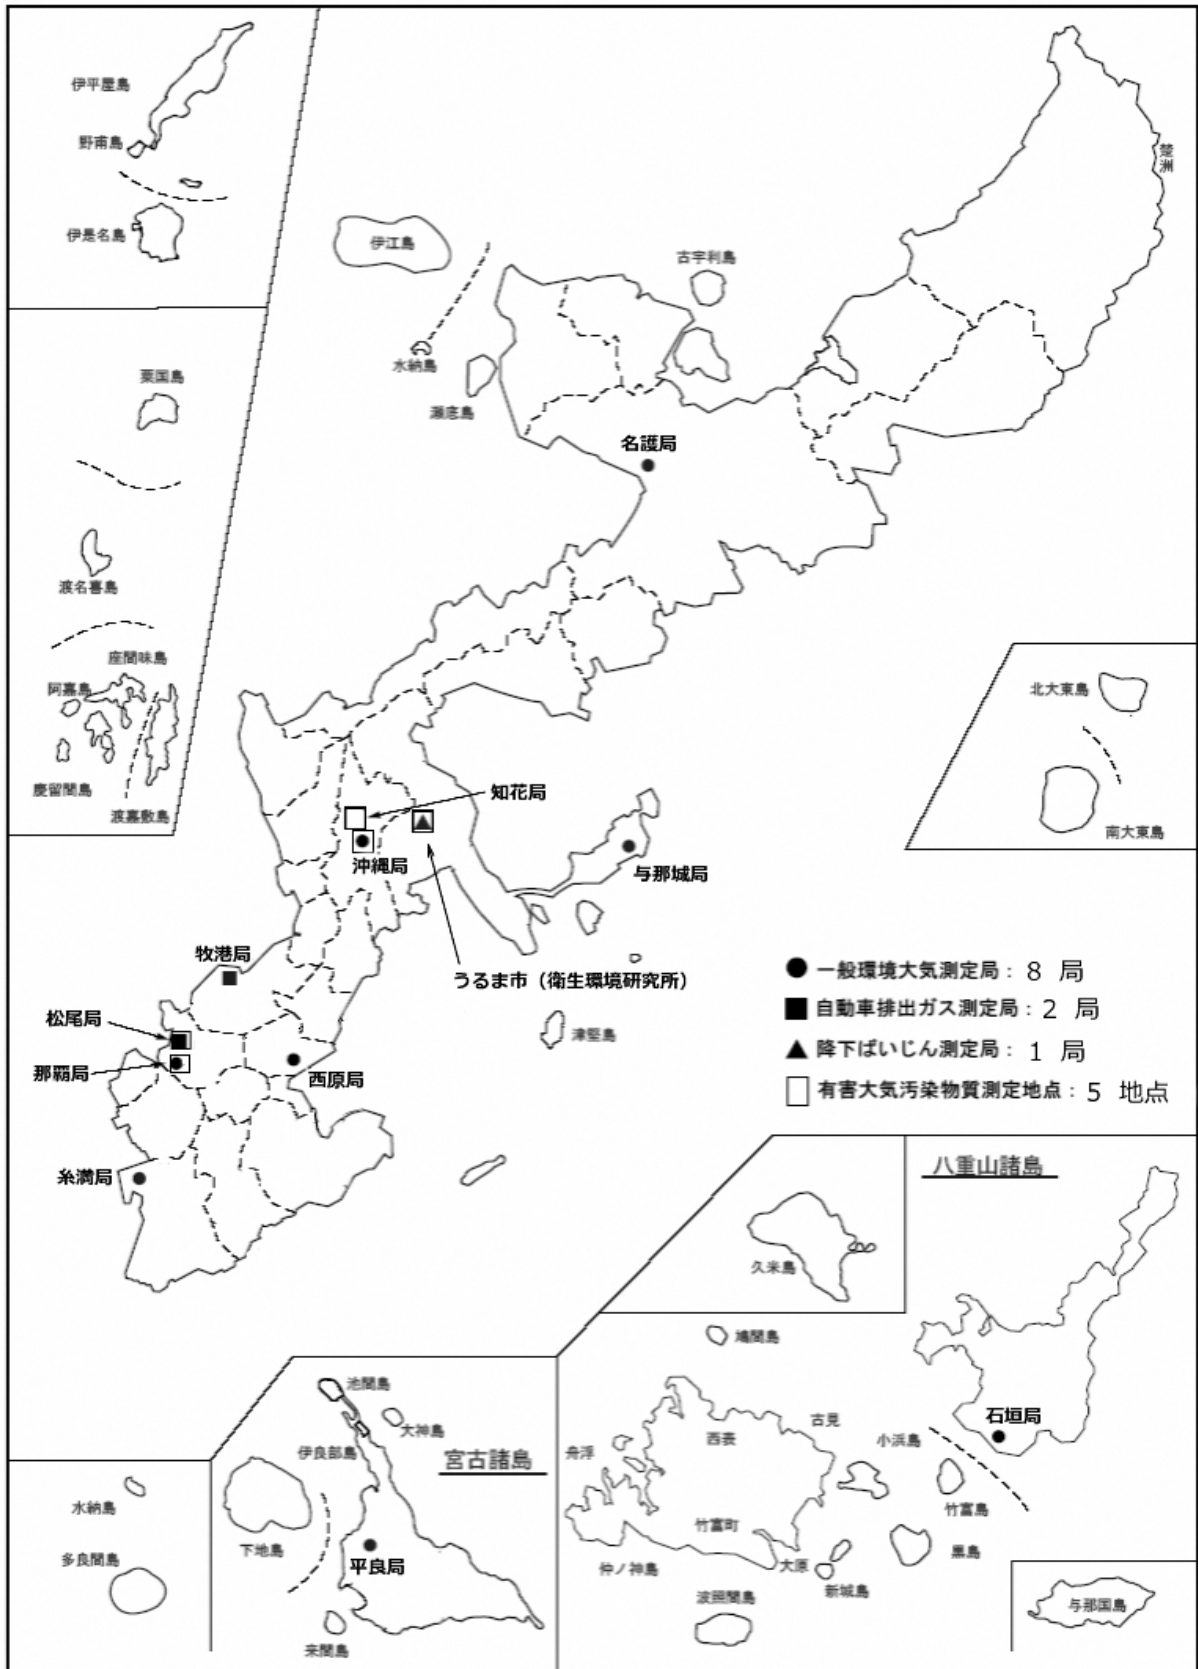 伊平屋島
野甫島
伊是名島
伊江島
古宇利島
楚洲
水納島
瀬底島
粟国島
名護局
渡名喜島
座間味島
阿嘉島
慶留間島
渡嘉敷島
北大東島
南大東島
知花局
沖縄局
与那城局
牧港局
うるま市（衛生環境研究所）
松尾局
那覇局
西原局
津堅島
糸満局
●一般環境大気測定局：8 局
■自動車排出ガス測定局：2 局
▲降下ばいじん測定局：1 局
□有害大気汚染物質測定地点：5 地点
八重山諸島
久米島
鳩間島
池間島
大神島
伊良部島
宮古諸島
下地島
平良局
来間島
水納島
多良間島
舟浮
西表
古見
小浜島
石垣局
竹富島
竹富町
仲ノ神島
大原
新城島
黒島
波照間島
与那国島